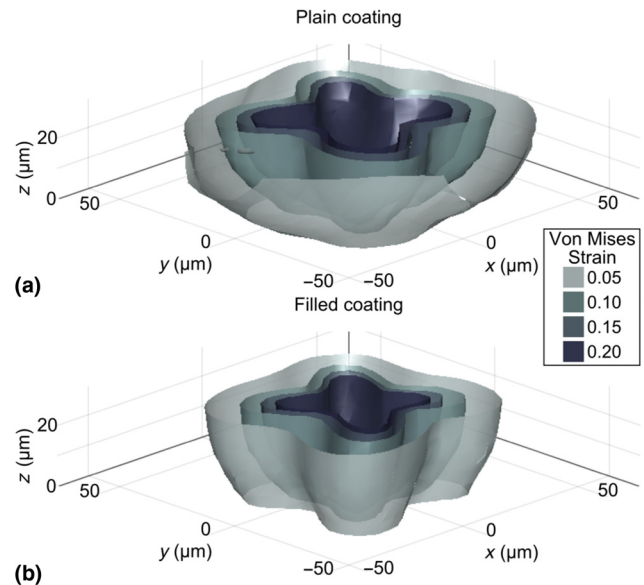 Plain coating
20
0
z (µm)
50
0
−50
y (µm)
−50
0
50
x (µm)
(a)
Von Mises
Strain
0.05
0.10
0.15
0.20
Filled coating
20
0
z (µm)
50
0
−50
y (µm)
−50
0
50
x (µm)
(b)